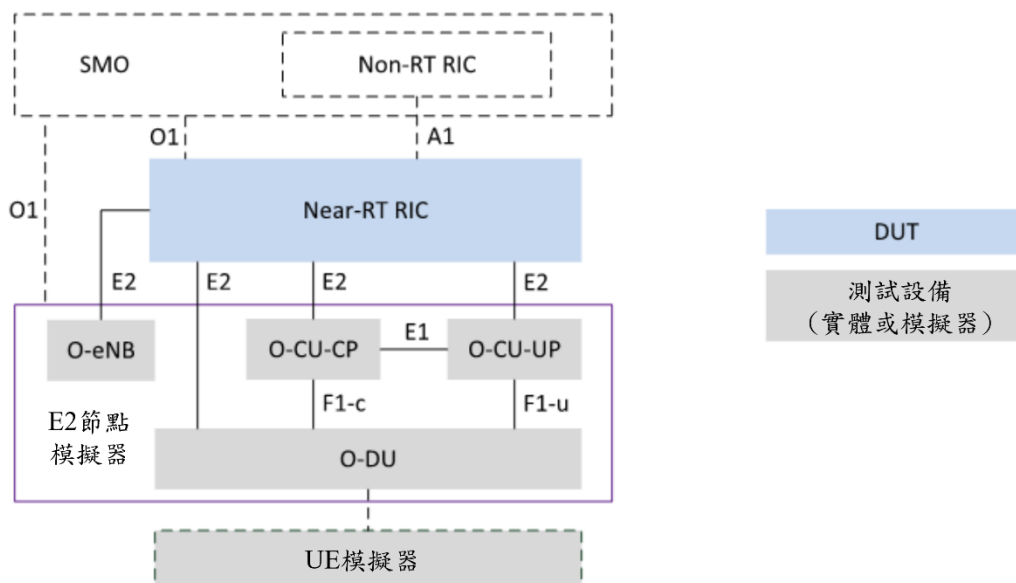 SMO
Non-RT RIC
O1
A1
O1
Near-RT RIC
DUT
E2
E2
E2
E2
測試設備
（實體或模擬器）
O-eNB
O-CU-CP
E1
O-CU-UP
F1-c
F1-u
E2節點
模擬器
O-DU
UE模擬器